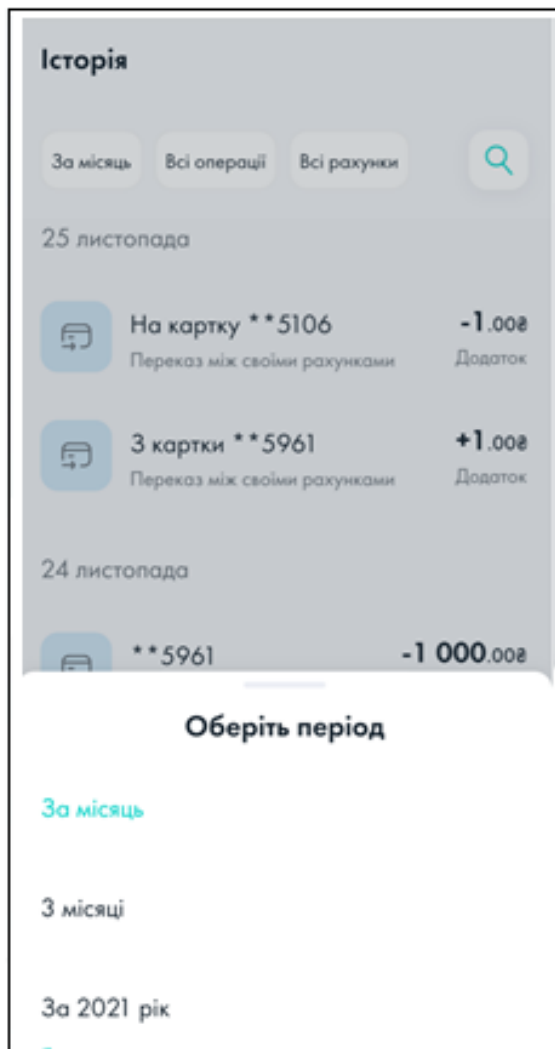 Історія
За місяць Всі операції Всі рахунки
25 листопада
На картку **5106 -1.00₴
Переказ між своїми рахунками Додаток
З картки **5961 +1.00₴
Переказ між своїми рахунками Додаток
24 листопада
**5961 -1 000.00₴
Оберіть період
За місяць
3 місяці
За 2021 рік